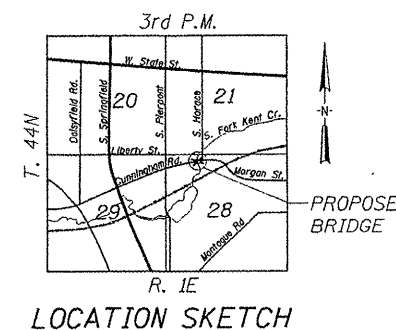 3rd P.M.
W. State St.
Daisyfield Rd.
S. Springfield
20
S. Pierpont
S. Horace
21
S. Fork Kent Cr.
-N-
T. 44N
Liberty St.
Cunningham Rd.
Morgan St.
PROPOSE
BRIDGE
29
28
Montague Rd
R. 1E
LOCATION SKETCH